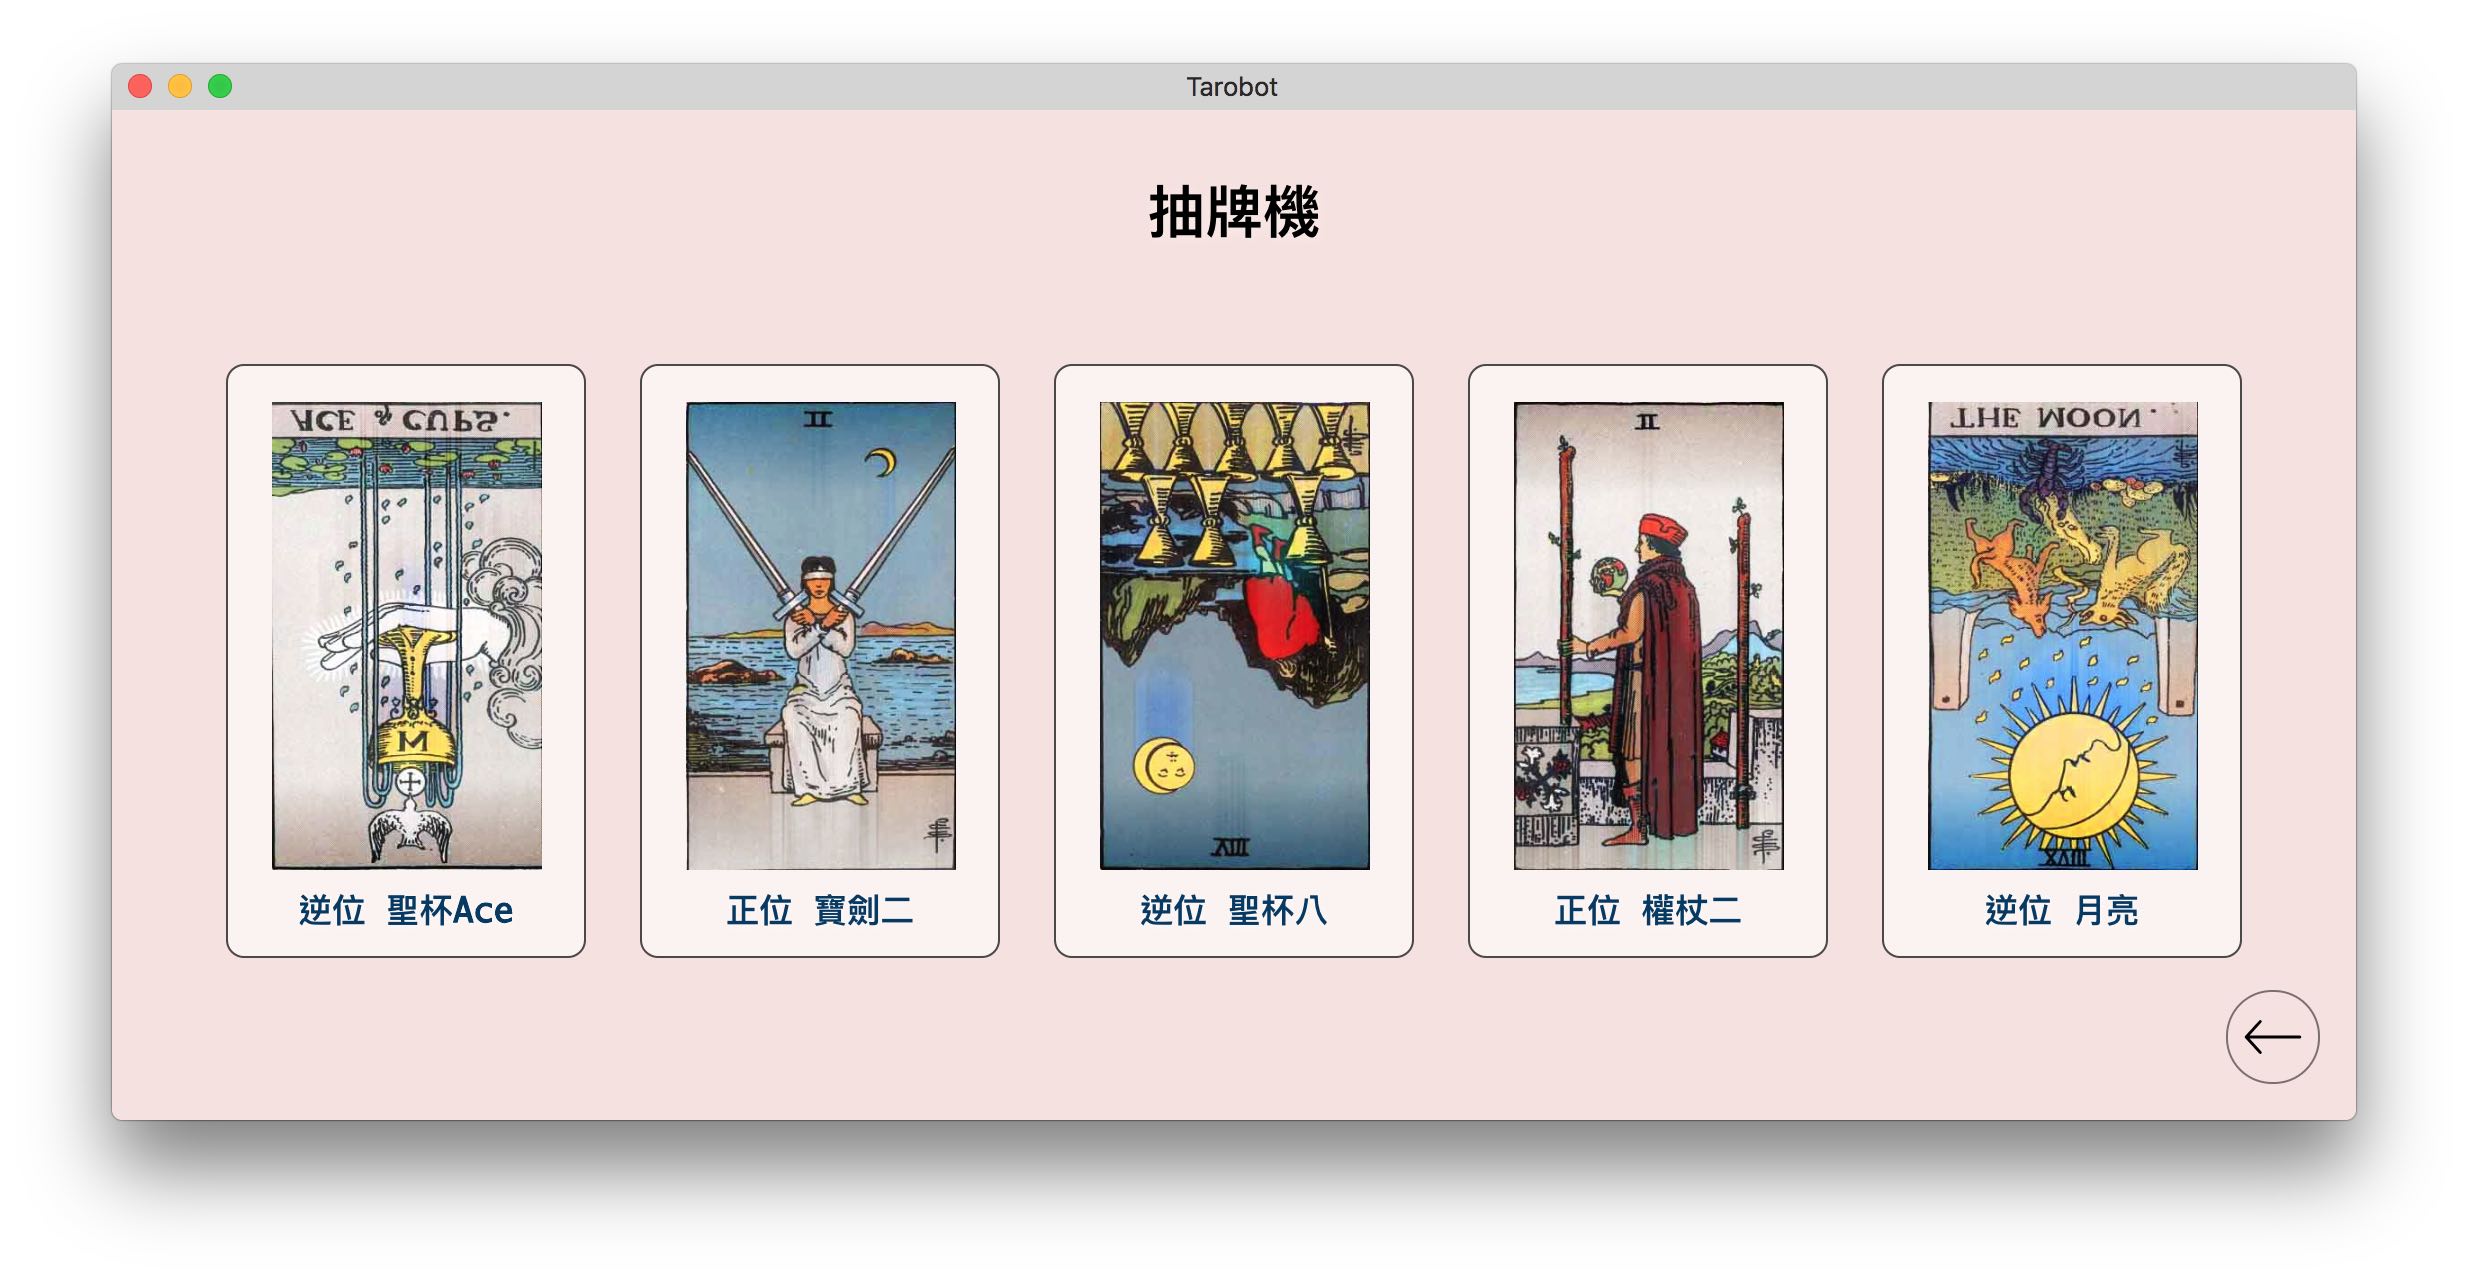 Tarobot
抽牌機
ACE of CUPS.
II
VIII
II
THE MOON.
XVIII
M
逆位 聖杯Ace
正位 寶劍二
逆位 聖杯八
正位 權杖二
逆位 月亮